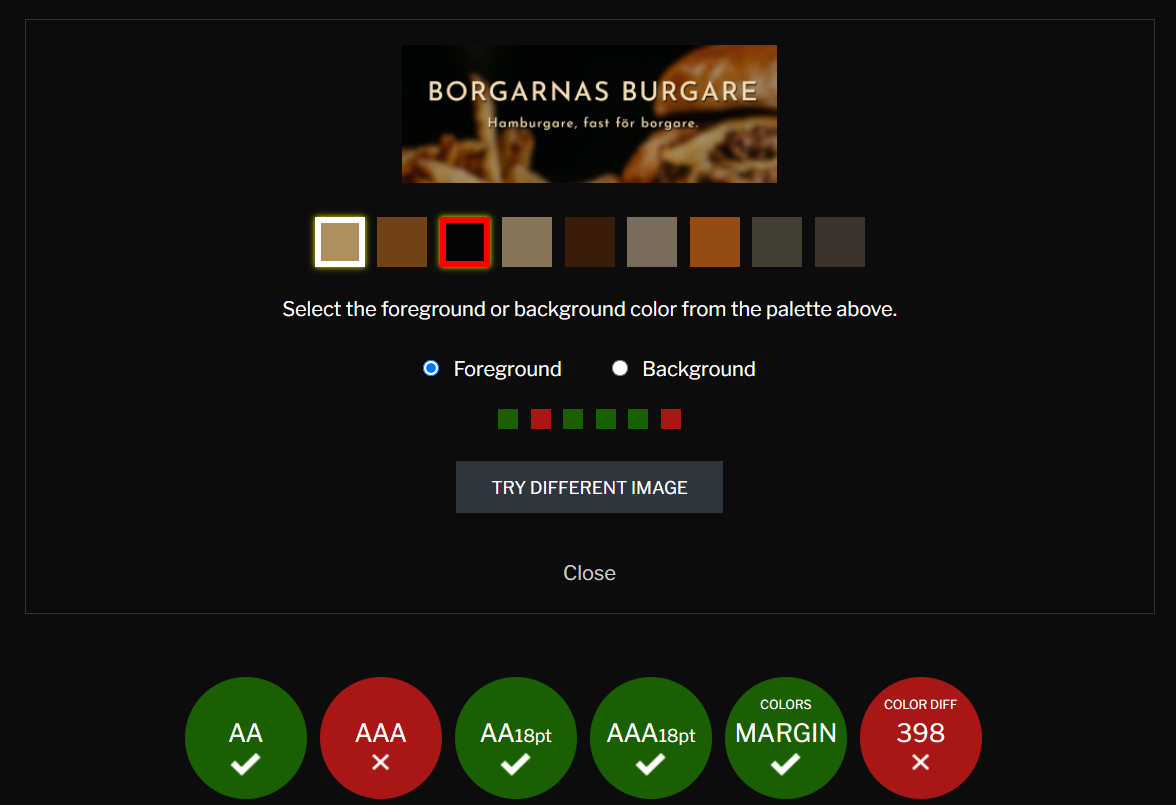 BORGARNAS BURGARE
Hamburgare, fast för borgare.
Select the foreground or background color from the palette above.
Foreground Background
TRY DIFFERENT IMAGE
Close
AA
AAA
AA18pt
AAA18pt
COLORS
MARGIN
COLOR DIFF
398